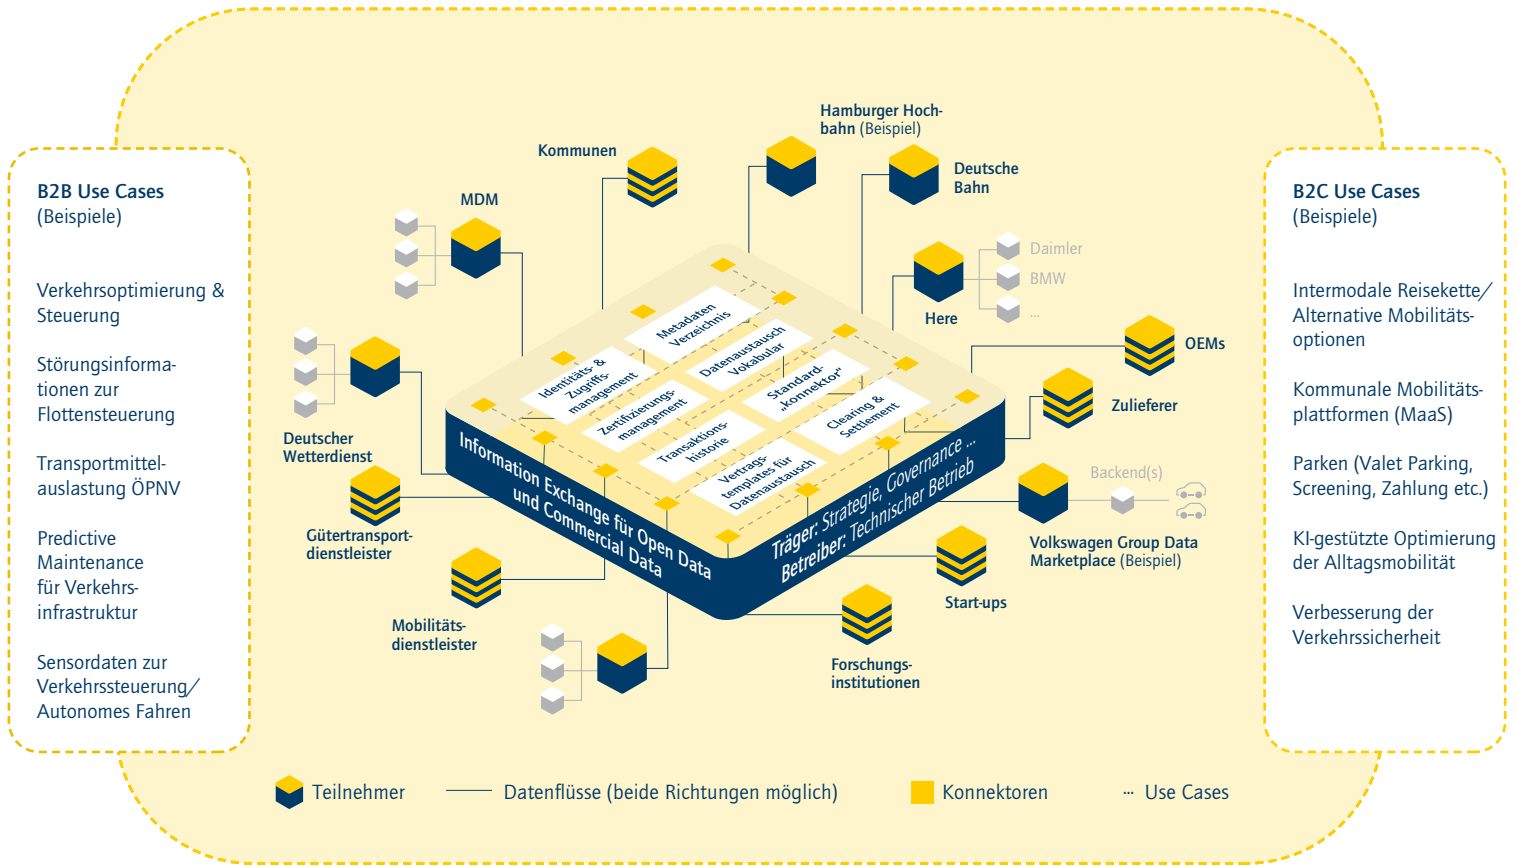 B2B Use Cases
(Beispiele)
Verkehrsoptimierung &
Steuerung
Störungsinforma-
tionen zur
Flottensteuerung
Transportmittel-
auslastung ÖPNV
Predictive
Maintenance
für Verkehrs-
infrastruktur
Sensordaten zur
Verkehrssteuerung/
Autonomes Fahren
Hamburger Hoch-
bahn (Beispiel)
Kommunen
Deutsche
Bahn
MDM
Daimler
BMW
...
Here
OEMs
Zulieferer
Deutscher
Wetterdienst
Backend(s)
Gütertransport-
dienstleister
Volkswagen Group Data
Marketplace (Beispiel)
Start-ups
Mobilitäts-
dienstleister
Forschungs-
institutionen
Metadaten
Verzeichnis
Identitäts- &
Zugriffs-
management
Datenaustausch
Vokabular
Zertifizierungs-
management
Standard-
„konnektor“
Transaktions-
historie
Clearing &
Settlement
Vertrags-
templates für
Datenaustausch
Information Exchange für Open Data
und Commercial Data
Träger: Strategie, Governance ...
Betreiber: Technischer Betrieb
B2C Use Cases
(Beispiele)
Intermodale Reisekette/
Alternative Mobilitäts-
optionen
Kommunale Mobilitäts-
plattformen (MaaS)
Parken (Valet Parking,
Screening, Zahlung etc.)
KI-gestützte Optimierung
der Alltagsmobilität
Verbesserung der
Verkehrssicherheit
Teilnehmer
Datenflüsse (beide Richtungen möglich)
Konnektoren
... Use Cases